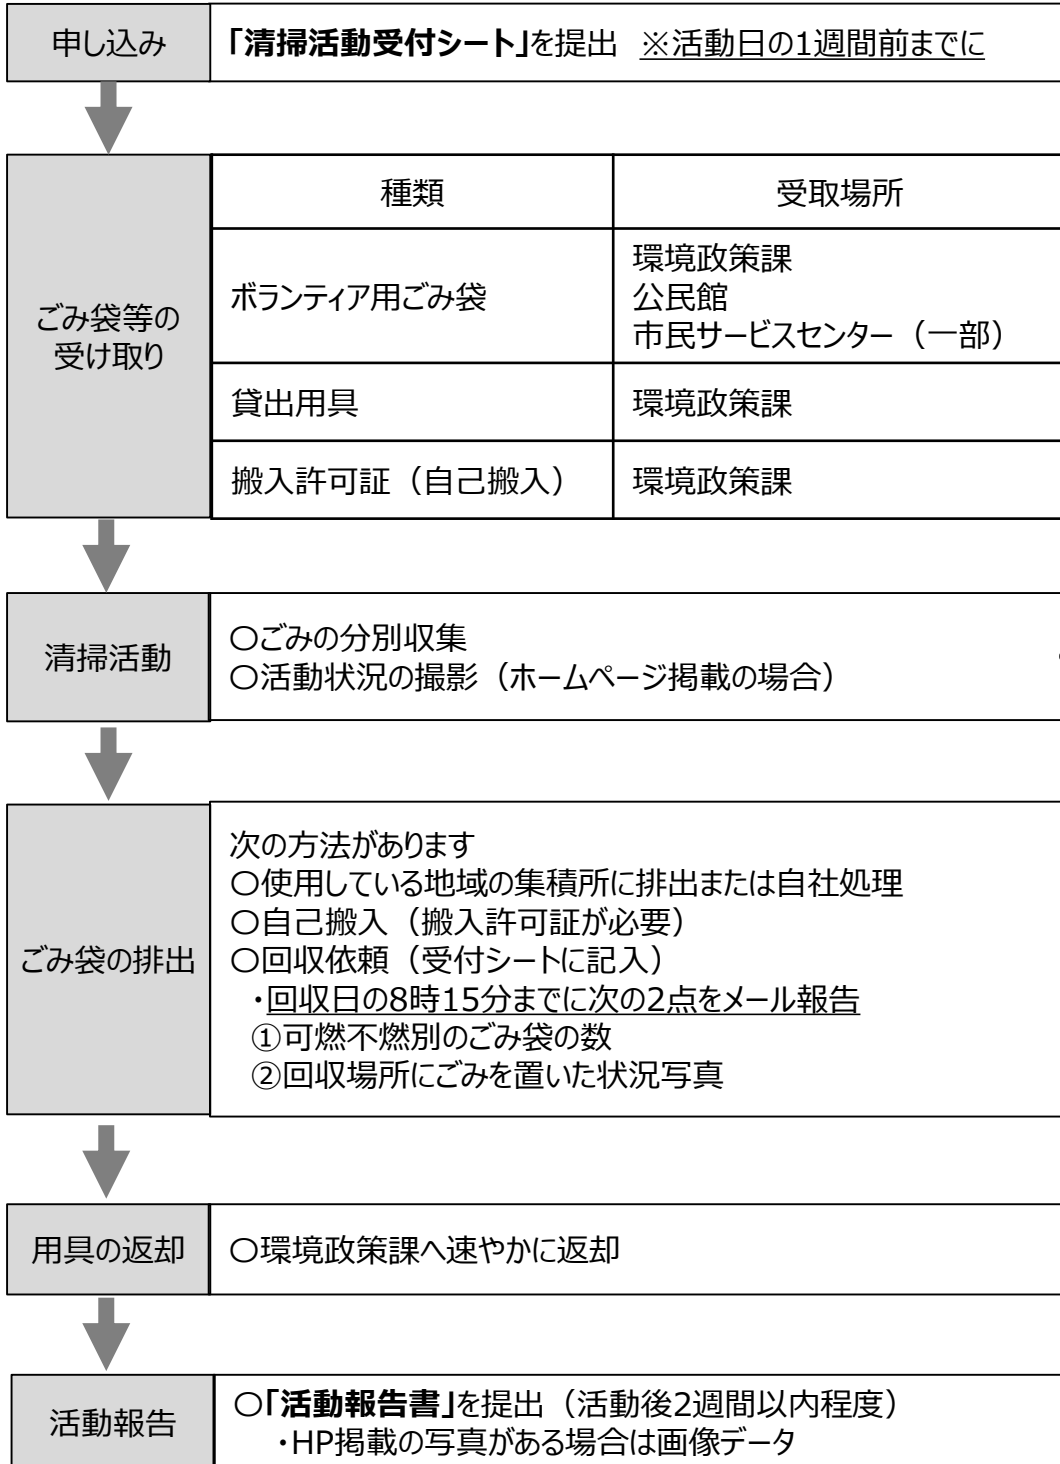 申し込み
「清掃活動受付シート」を提出 ※活動日の1週間前までに
ごみ袋等の
受け取り
種類
受取場所
ボランティア用ごみ袋
環境政策課
公民館
市民サービスセンター（一部）
貸出用具
環境政策課
搬入許可証（自己搬入）
環境政策課
清掃活動
〇ごみの分別収集
〇活動状況の撮影（ホームページ掲載の場合）
ごみ袋の排出
次の方法があります
〇使用している地域の集積所に排出または自社処理
〇自己搬入（搬入許可証が必要）
〇回収依頼（受付シートに記入）
・回収日の8時15分までに次の2点をメール報告
①可燃不燃別のごみ袋の数
②回収場所にごみを置いた状況写真
用具の返却
〇環境政策課へ速やかに返却
活動報告
〇「活動報告書」を提出（活動後2週間以内程度）
・HP掲載の写真がある場合は画像データ